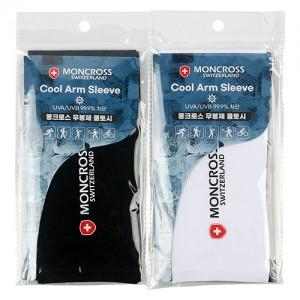 MONCROSS
SWITZERLAND
Cool Arm Sleeve
UVA/UVB 99.9% 차단
몽크로스 무봉제 쿨토시
MONCROSS
SWITZERLAND
MONCROSS
SWITZERLAND
Cool Arm Sleeve
UVA/UVB 99.9% 차단
몽크로스 무봉제 쿨토시
MONCROSS
SWITZERLAND